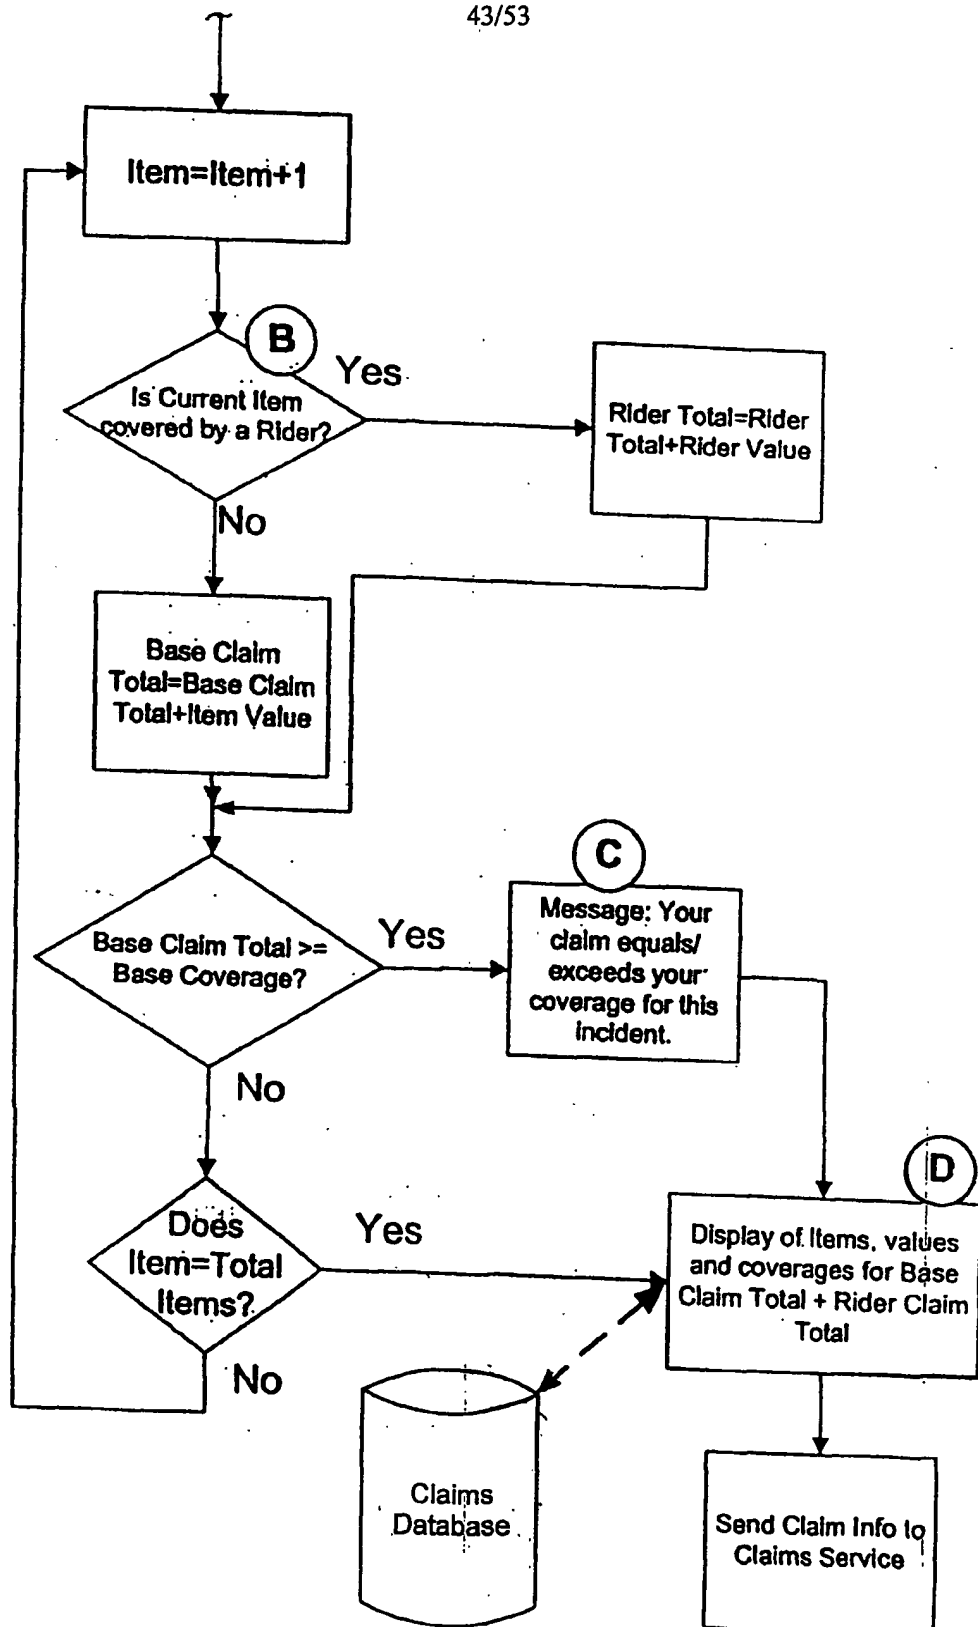 43/53
Item=Item+1
B
Yes
Is Current Item
covered by a Rider?
Rider Total=Rider
Total+Rider Value
No
Base Claim
Total=Base Claim
Total+Item Value
C
Message: Your
claim equals/
exceeds your
coverage for this
incident.
Base Claim Total >=
Base Coverage?
Yes
No
D
Does
Item=Total
Items?
Yes
Display of Items, values
and coverages for Base
Claim Total + Rider Claim
Total
No
Claims
Database
Send Claim Info to
Claims Service